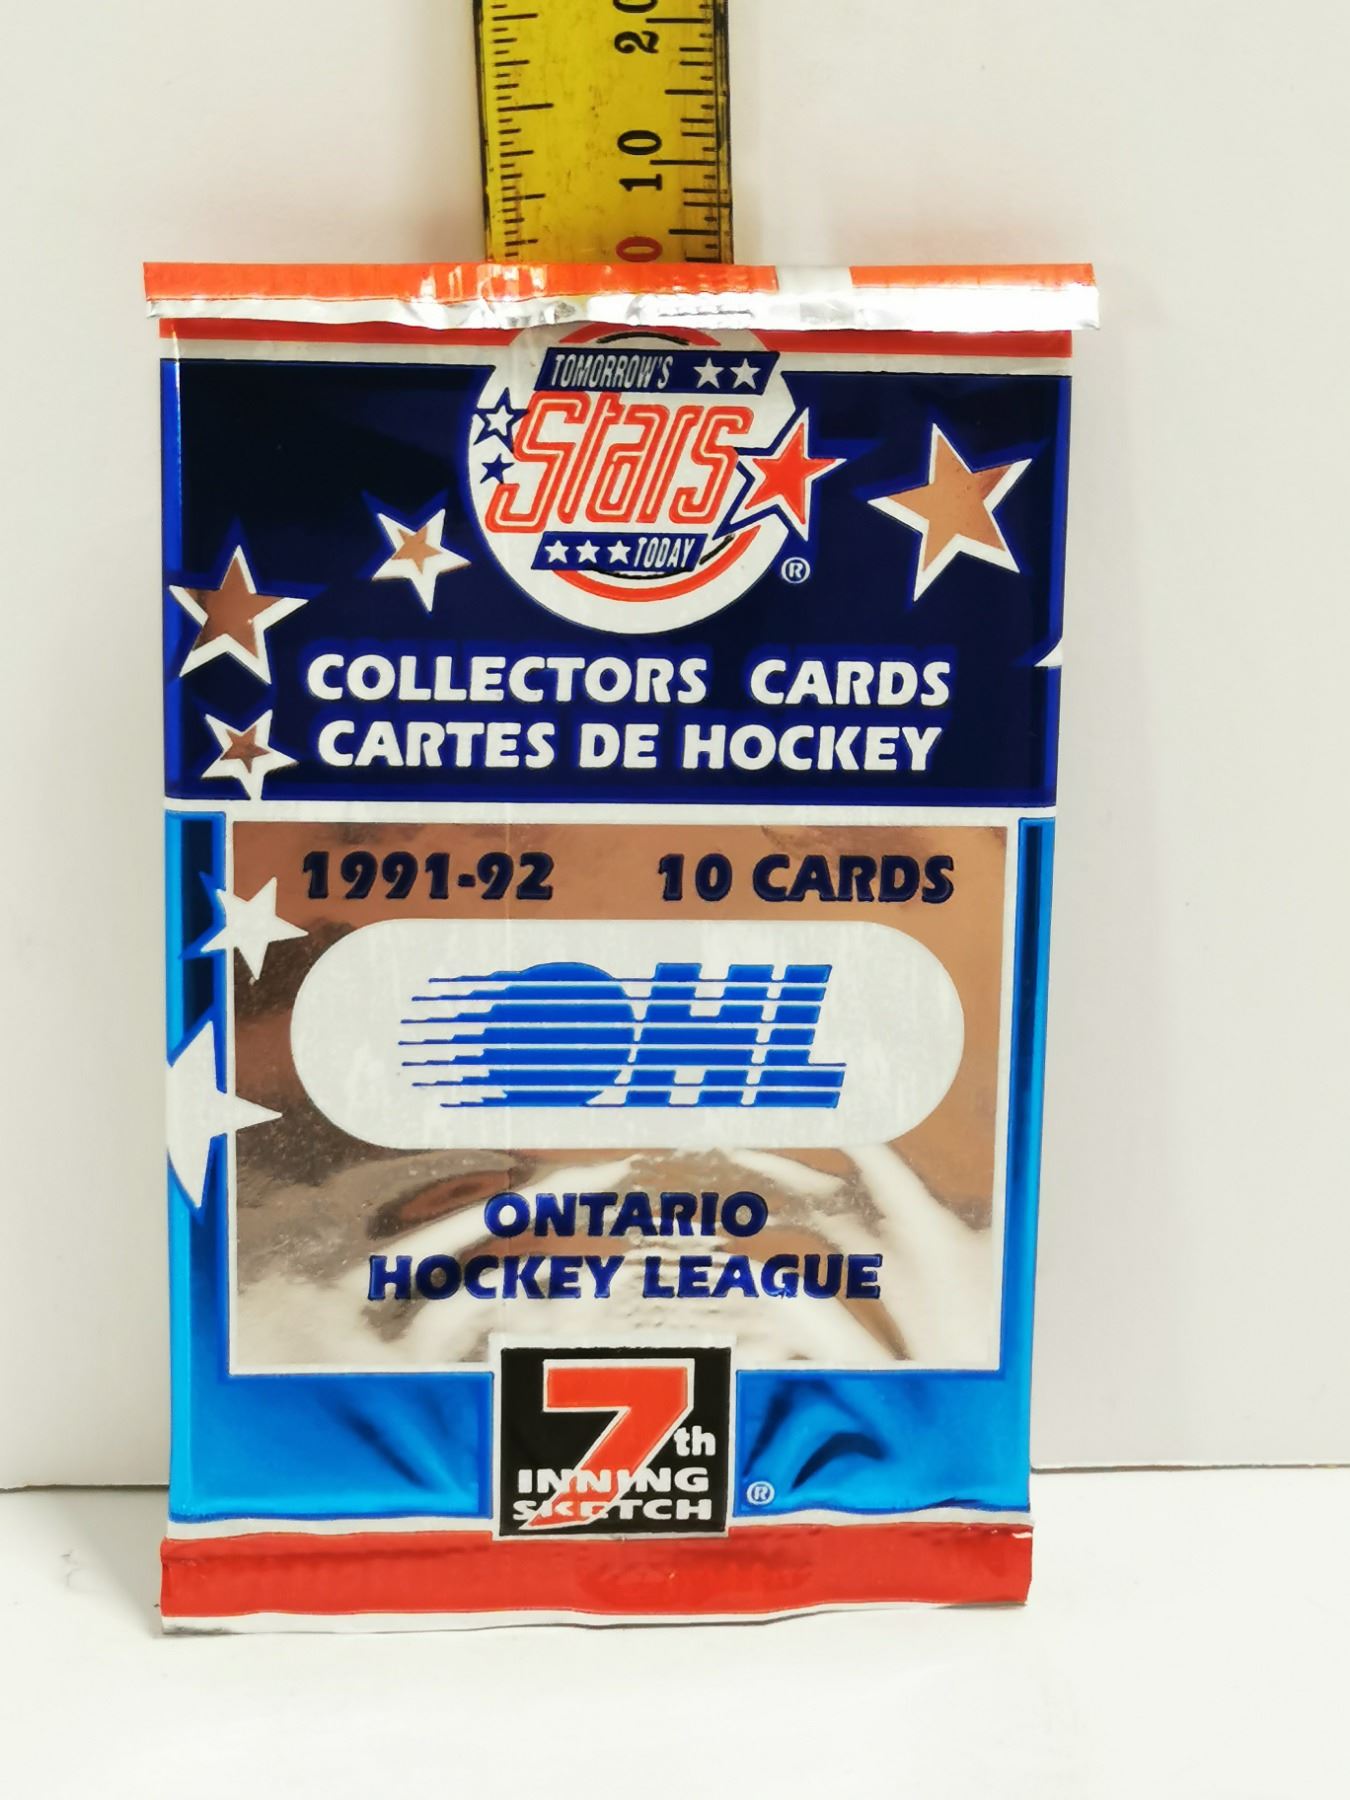 20
10
0
TOMORROW'S
Stars
TODAY
®
COLLECTORS CARDS
CARTES DE HOCKEY
1991-92 10 CARDS
OHL
ONTARIO
HOCKEY LEAGUE
7th
INNING
SKETCH
®